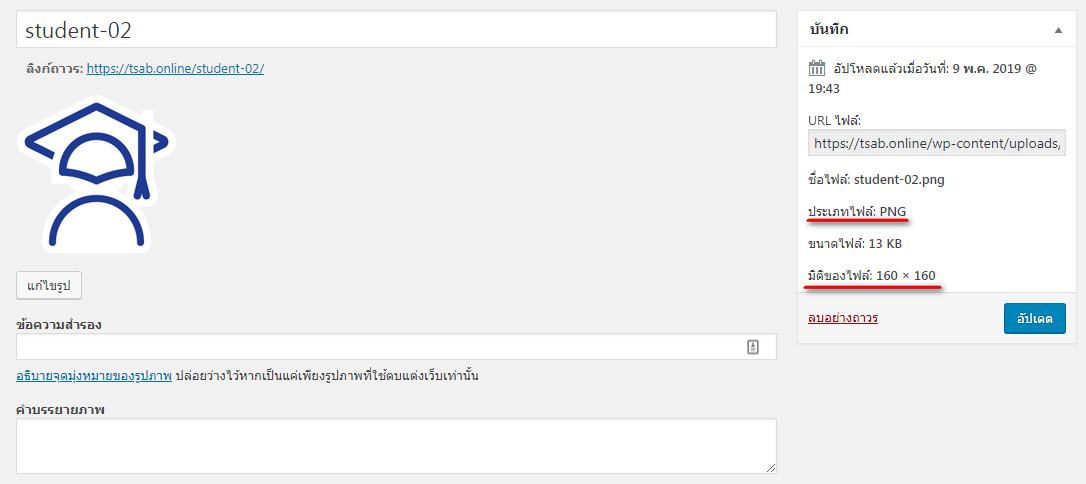 student-02
ลิงก์ถาวร: https://tsab.online/student-02/
แก้ไขรูป
ข้อความสำรอง
อธิบายจุดมุ่งหมายของรูปภาพ ปล่อยว่างไว้หากเป็นแค่เพียงรูปภาพที่ใช้ตบแต่งเว็บเท่านั้น
คำบรรยายภาพ
บันทึก
อัปโหลดแล้วเมื่อวันที่: 9 พ.ค. 2019 @
19:43
URL ไฟล์:
https://tsab.online/wp-content/uploads/
ชื่อไฟล์: student-02.png
ประเภทไฟล์: PNG
ขนาดไฟล์: 13 KB
มิติของไฟล์: 160 × 160
ลบอย่างถาวร
อัปเดต